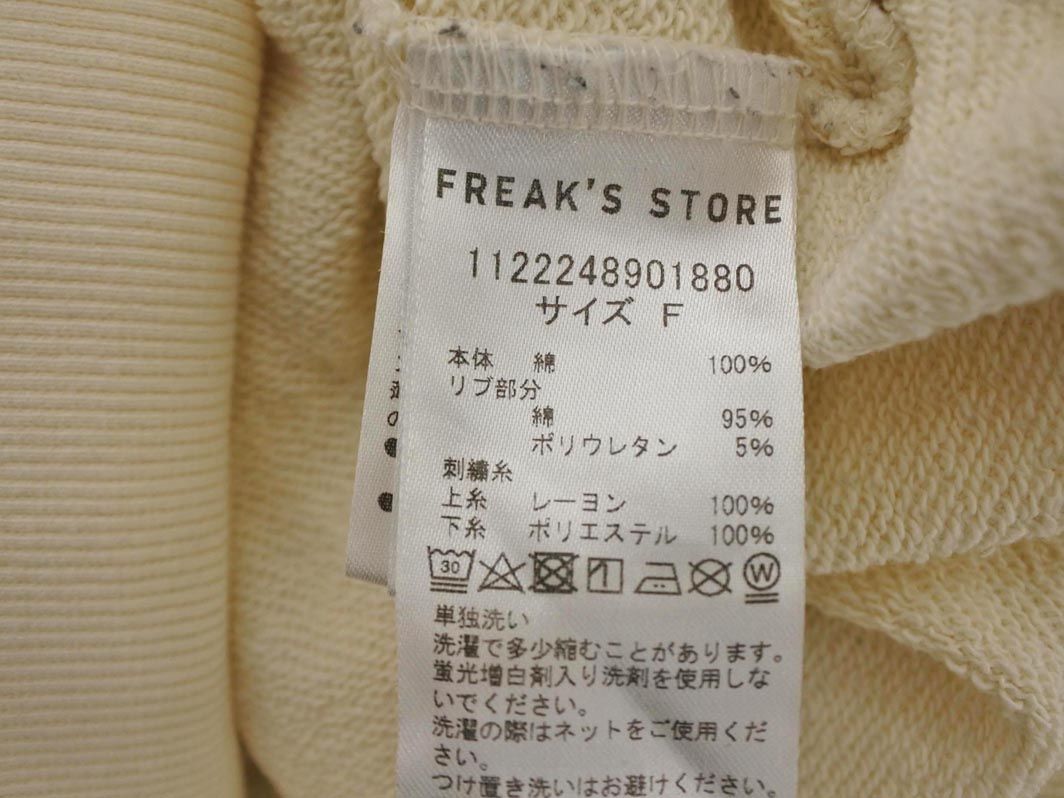 FREAK'S STORE
1122248901880
サイズ F
本体 綿 100%
リブ部分
綿 95%
ポリウレタン 5%
刺繍糸
上糸 レーヨン 100%
下糸 ポリエステル 100%
30 W
単独洗い
洗濯で多少縮むことがあります。
蛍光増白剤入り洗剤を使用しな
いでください。
洗濯の際はネットをご使用くだ
さい。
つけ置き洗いはお避けください。